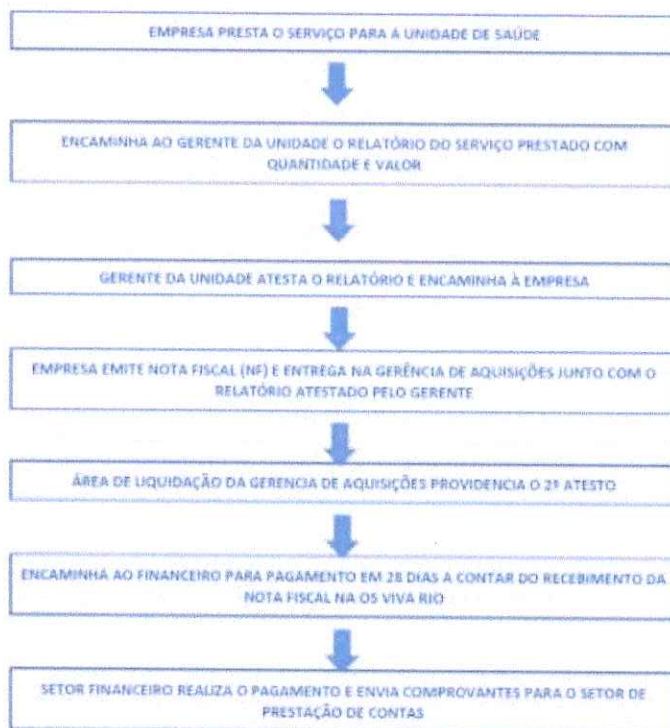 EMPRESA PRESTA O SERVIÇO PARA A UNIDADE DE SAÚDE
ENCAMINHA AO GERENTE DA UNIDADE O RELATÓRIO DO SERVIÇO PRESTADO COM
QUANTIDADE E VALOR
GERENTE DA UNIDADE ATESTA O RELATÓRIO E ENCAMINHA À EMPRESA
EMPRESA EMITE NOTA FISCAL (NF) E ENTREGA NA GERÊNCIA DE AQUISIÇÕES JUNTO COM O
RELATÓRIO ATESTADO PELO GERENTE
ÁREA DE LIQUIDAÇÃO DA GERENCIA DE AQUISIÇÕES PROVIDENCIA O 2º ATESTO
ENCAMINHA AO FINANCEIRO PARA PAGAMENTO EM 28 DIAS A CONTAR DO RECEBIMENTO DA
NOTA FISCAL NA OS VIVA RIO
SETOR FINANCEIRO REALIZA O PAGAMENTO E ENVIA COMPROVANTES PARA O SETOR DE
PRESTAÇÃO DE CONTAS